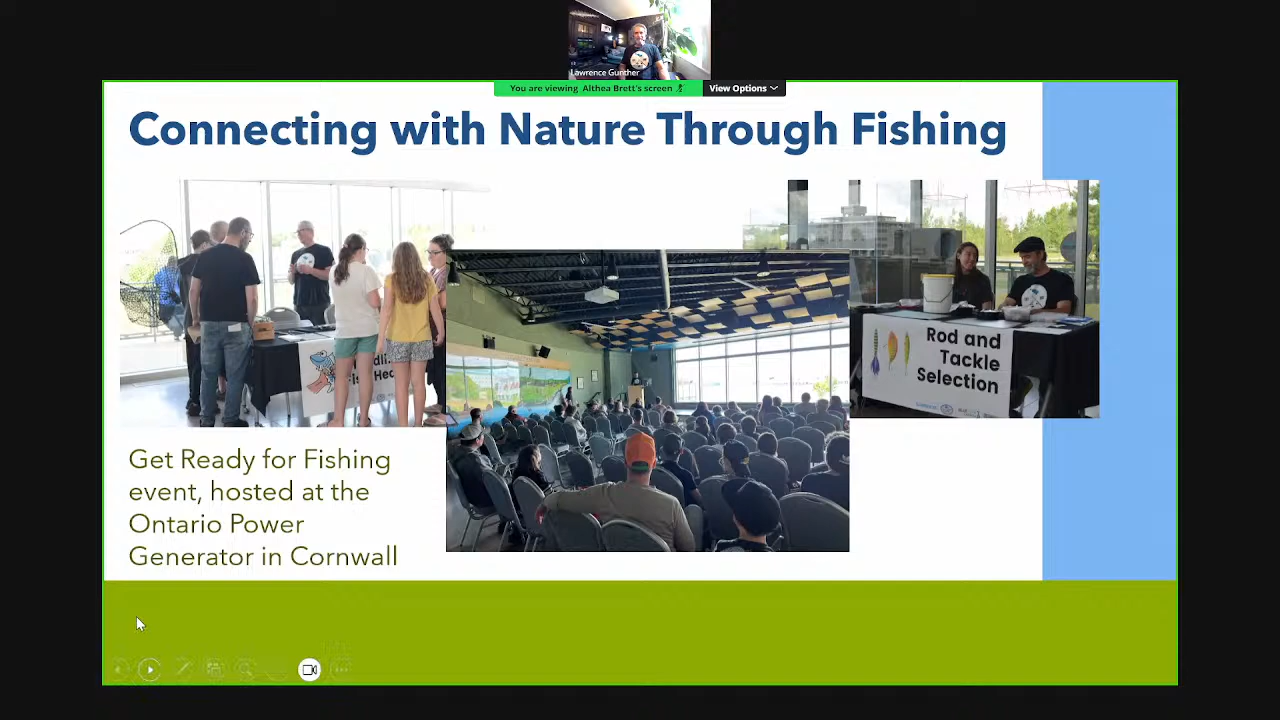 Lawrence Gunther
You are viewing Althea Brett's screen
View Options
Connecting with Nature Through Fishing
Rod and
Tackle
Selection
Get Ready for Fishing
event, hosted at the
Ontario Power
Generator in Cornwall